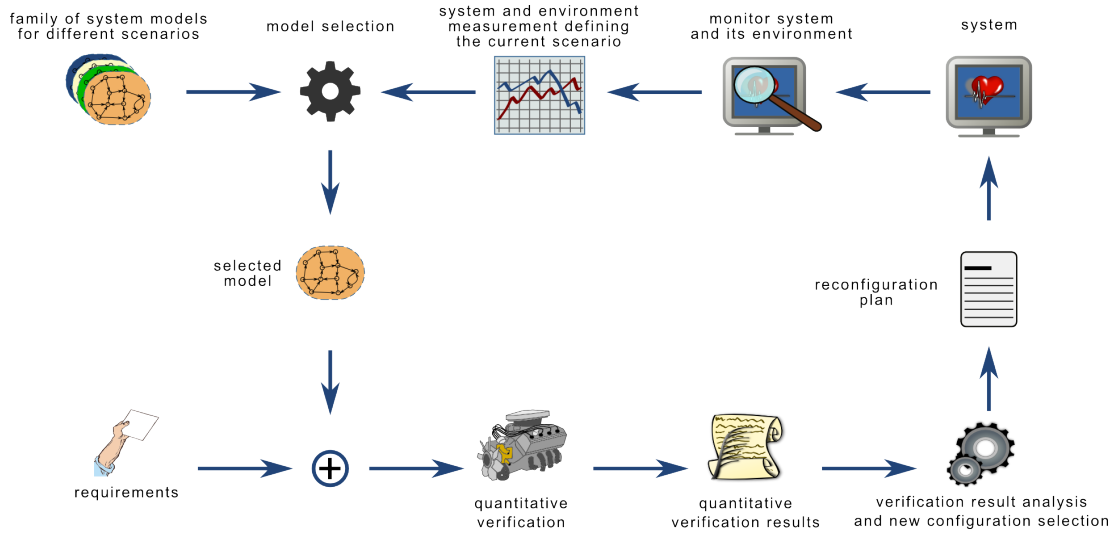 family of system models
for different scenarios
model selection
system and environment
measurement defining
the current scenario
monitor system
and its environment
system
selected
model
reconfiguration
plan
requirements
quantitative
verification
quantitative
verification results
verification result analysis
and new configuration selection